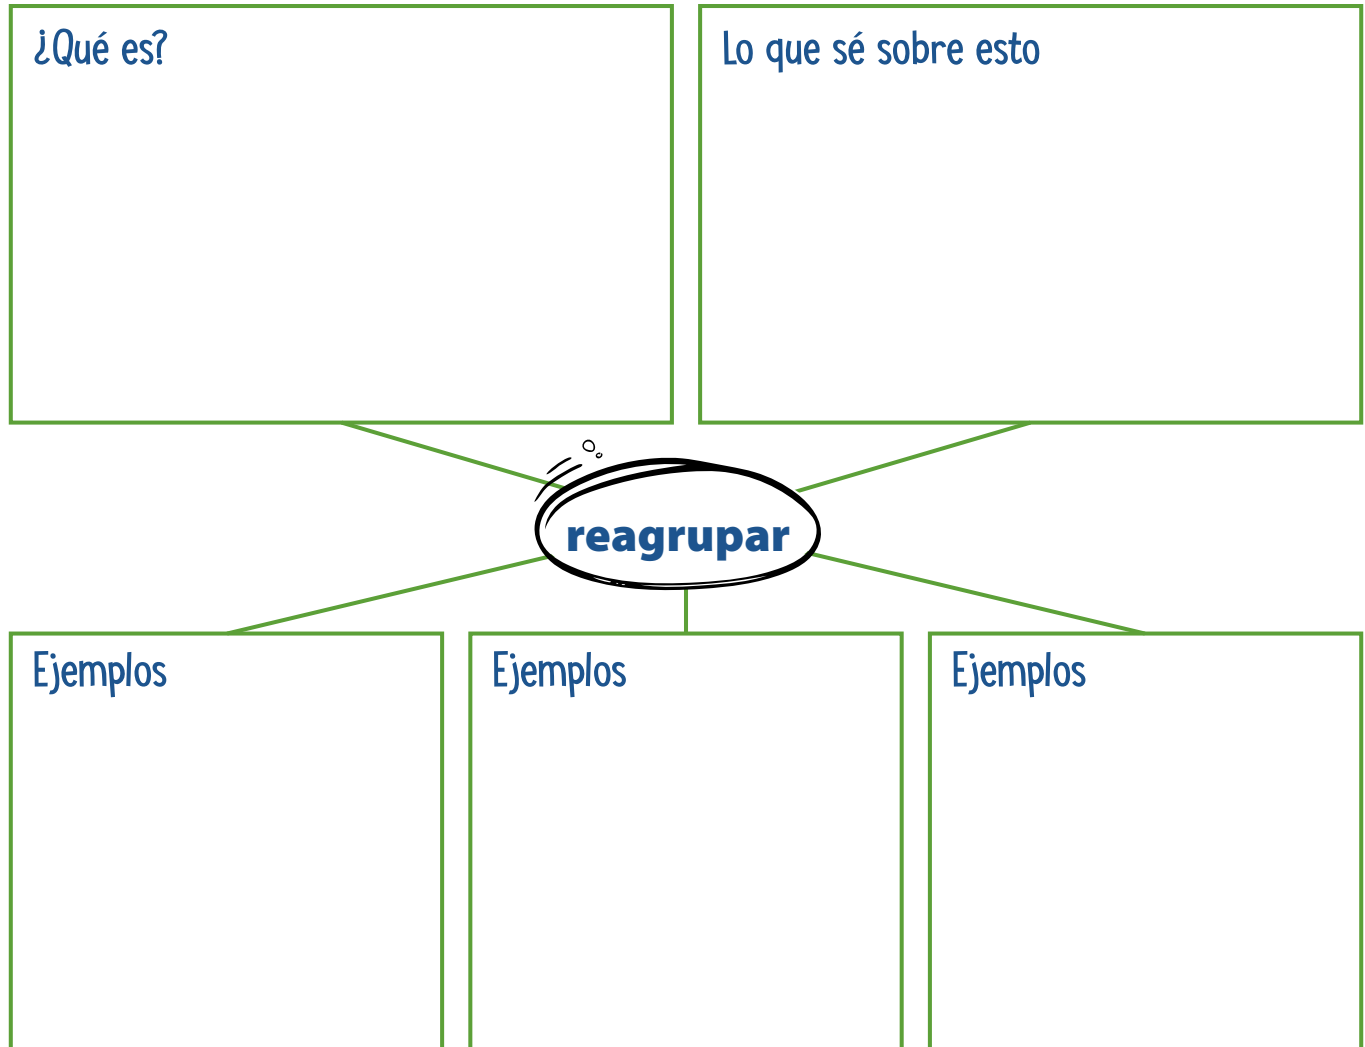 ¿Qué es?
Lo que sé sobre esto
reagrupar
Ejemplos
Ejemplos
Ejemplos